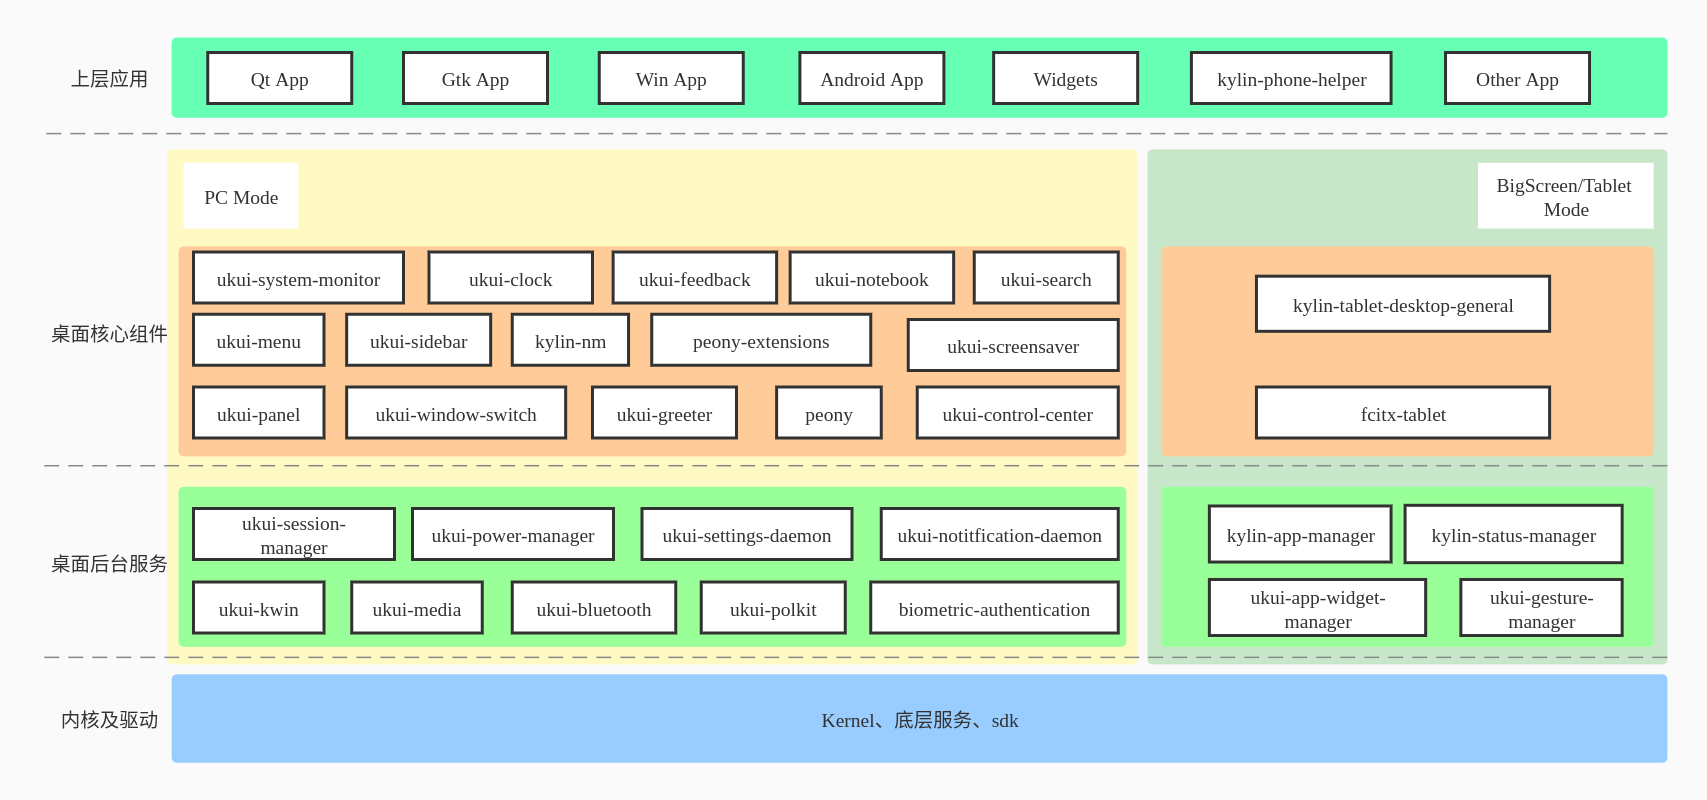 上层应用
Qt App
Gtk App
Win App
Android App
Widgets
kylin-phone-helper
Other App
PC Mode
BigScreen/Tablet
Mode
桌面核心组件
ukui-system-monitor
ukui-clock
ukui-feedback
ukui-notebook
ukui-search
ukui-menu
ukui-sidebar
kylin-nm
peony-extensions
ukui-screensaver
ukui-panel
ukui-window-switch
ukui-greeter
peony
ukui-control-center
kylin-tablet-desktop-general
fcitx-tablet
桌面后台服务
ukui-session-
manager
ukui-power-manager
ukui-settings-daemon
ukui-notitfication-daemon
ukui-kwin
ukui-media
ukui-bluetooth
ukui-polkit
biometric-authentication
kylin-app-manager
kylin-status-manager
ukui-app-widget-
manager
ukui-gesture-
manager
内核及驱动
Kernel、底层服务、sdk